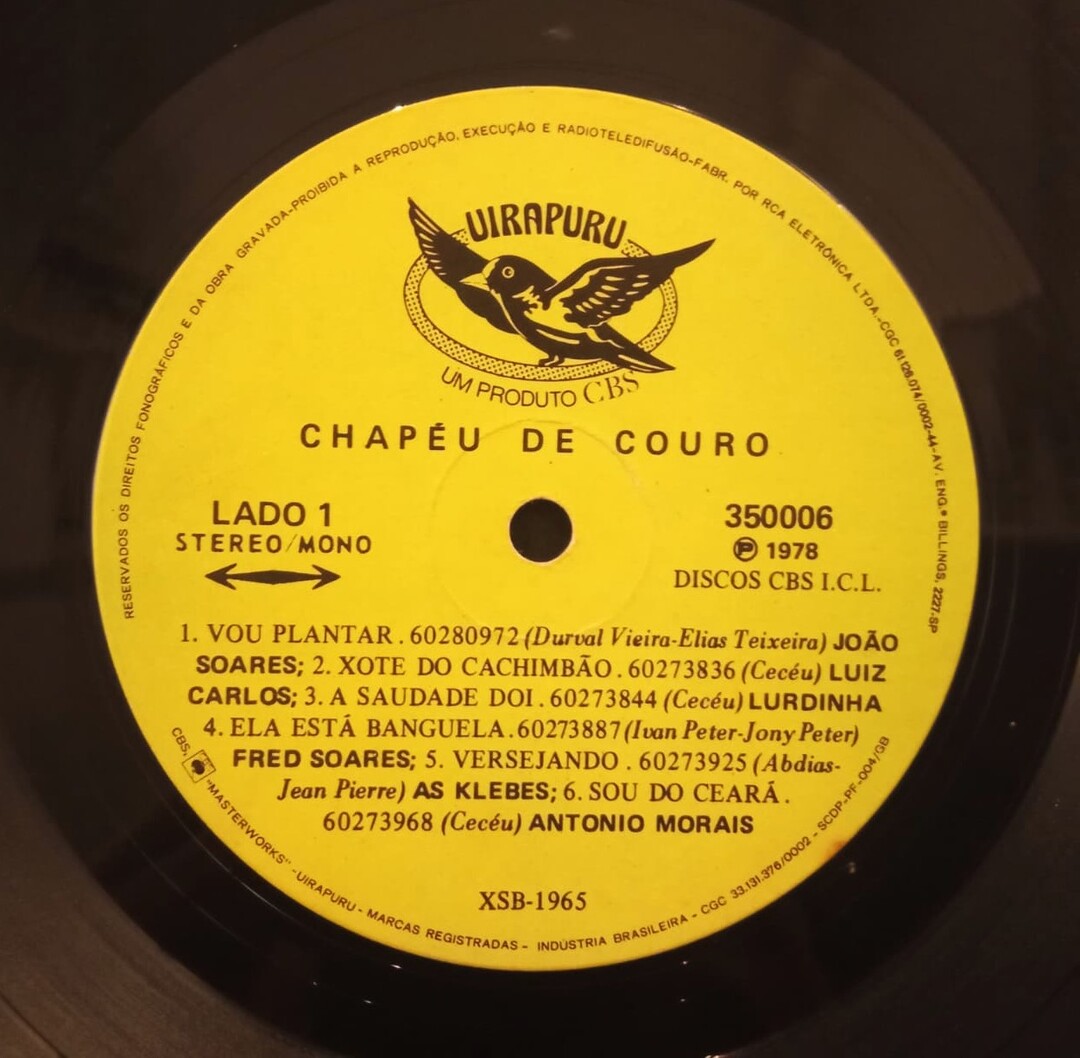 RESERVADOS OS DIREITOS FONOGRÁFICOS E DA OBRA GRAVADA-PROIBIDA A REPRODUÇÃO, EXECUÇÃO E RADIOTELEDIFUSÃO-FABR. POR RCA ELETRÔNICA LTDA.-CGC 61.126.074/0002-44-AV. ENG.º BILLINGS, 2227-SP
UIRAPURU
UM PRODUTO CBS
CHAPÉU DE COURO
LADO 1
STEREO/MONO
350006
Ⓟ 1978
DISCOS CBS I.C.L.
1. VOU PLANTAR . 60280972 (Durval Vieira-Elias Teixeira) JOÃO
SOARES; 2. XOTE DO CACHIMBÃO . 60273836 (Cecéu) LUIZ
CARLOS; 3. A SAUDADE DOI . 60273844 (Cecéu) LURDINHA
4. ELA ESTÁ BANGUELA . 60273887 (Ivan Peter-Jony Peter)
FRED SOARES; 5. VERSEJANDO . 60273925 (Abdias-
Jean Pierre) AS KLEBES; 6. SOU DO CEARÁ .
60273968 (Cecéu) ANTONIO MORAIS
XSB-1965
CBS, "MASTERWORKS" - UIRAPURU - MARCAS REGISTRADAS - INDÚSTRIA BRASILEIRA - CGC 33.131.376/0002 - SCDP-PF-004/GB